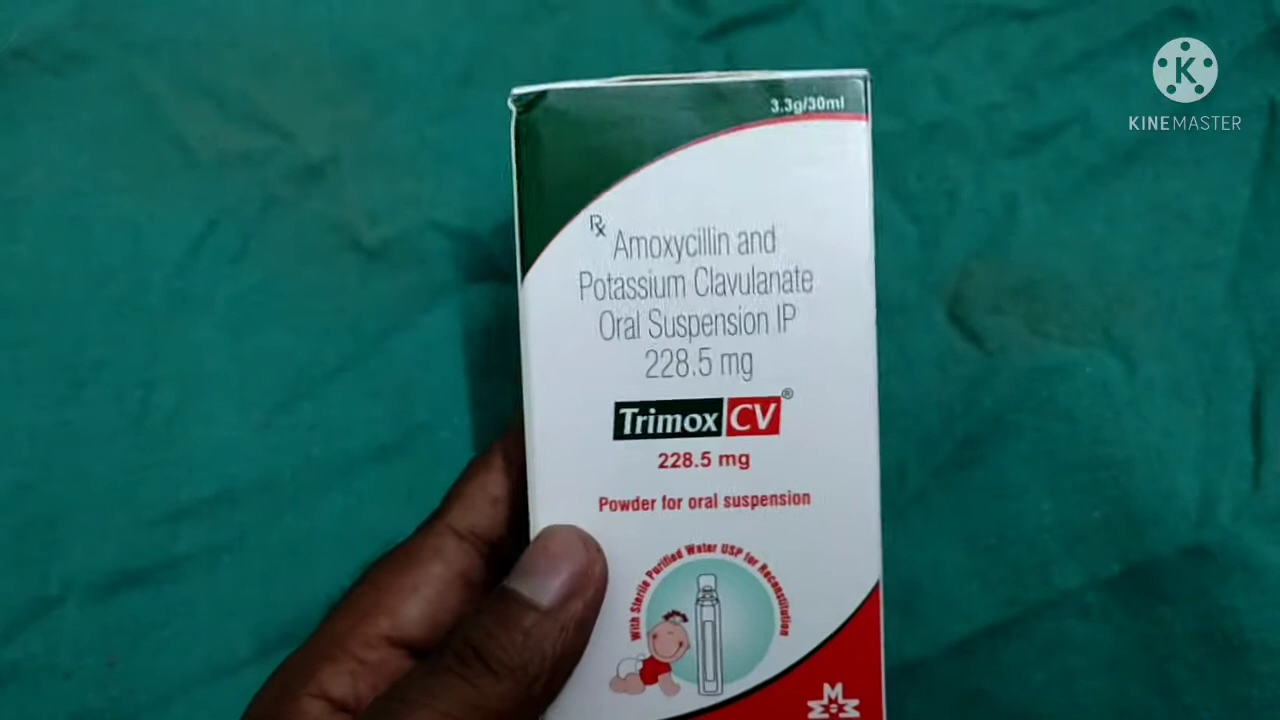 KINEMASTER
3.3g/30ml
Rx Amoxycillin and
Potassium Clavulanate
Oral Suspension IP
228.5 mg
Trimox CV®
228.5 mg
Powder for oral suspension
With Sterile Purified Water USP for Reconstitution